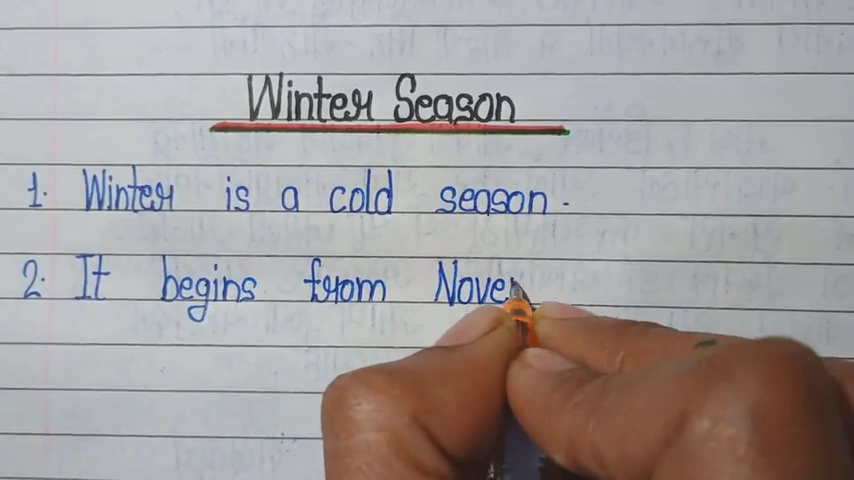 Winter Season
1. Winter is a cold season.
2. It begins from Nove